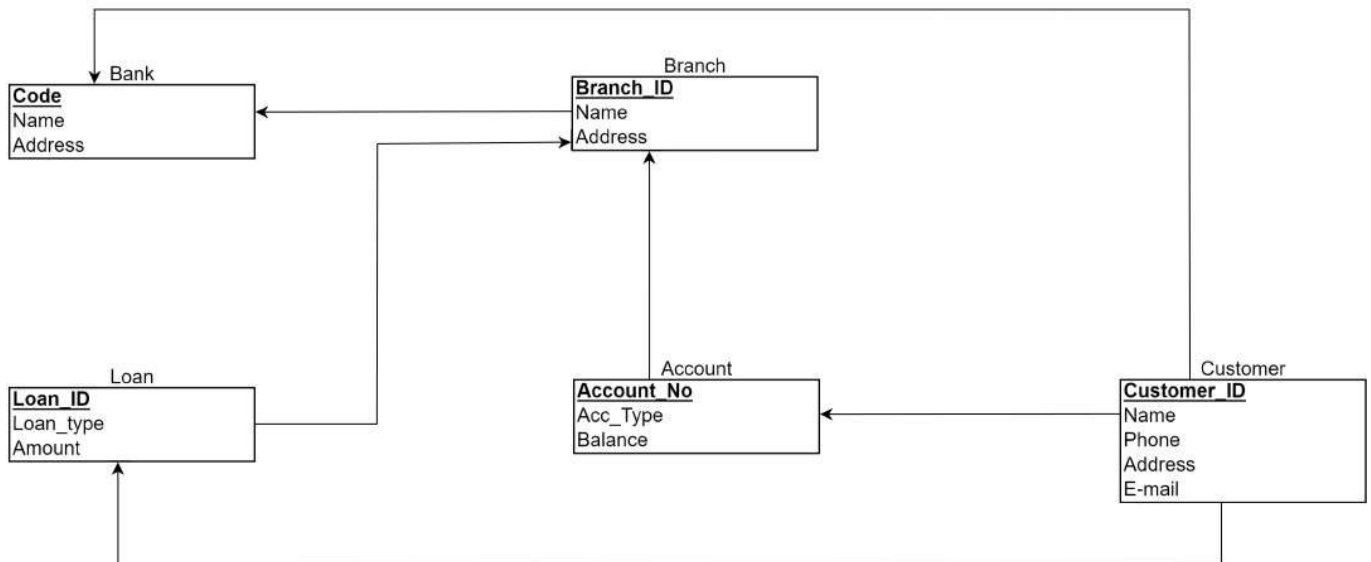 Bank
Code
Name
Address
Branch
Branch_ID
Name
Address
Loan
Loan_ID
Loan_type
Amount
Account
Account_No
Acc_Type
Balance
Customer
Customer_ID
Name
Phone
Address
E-mail